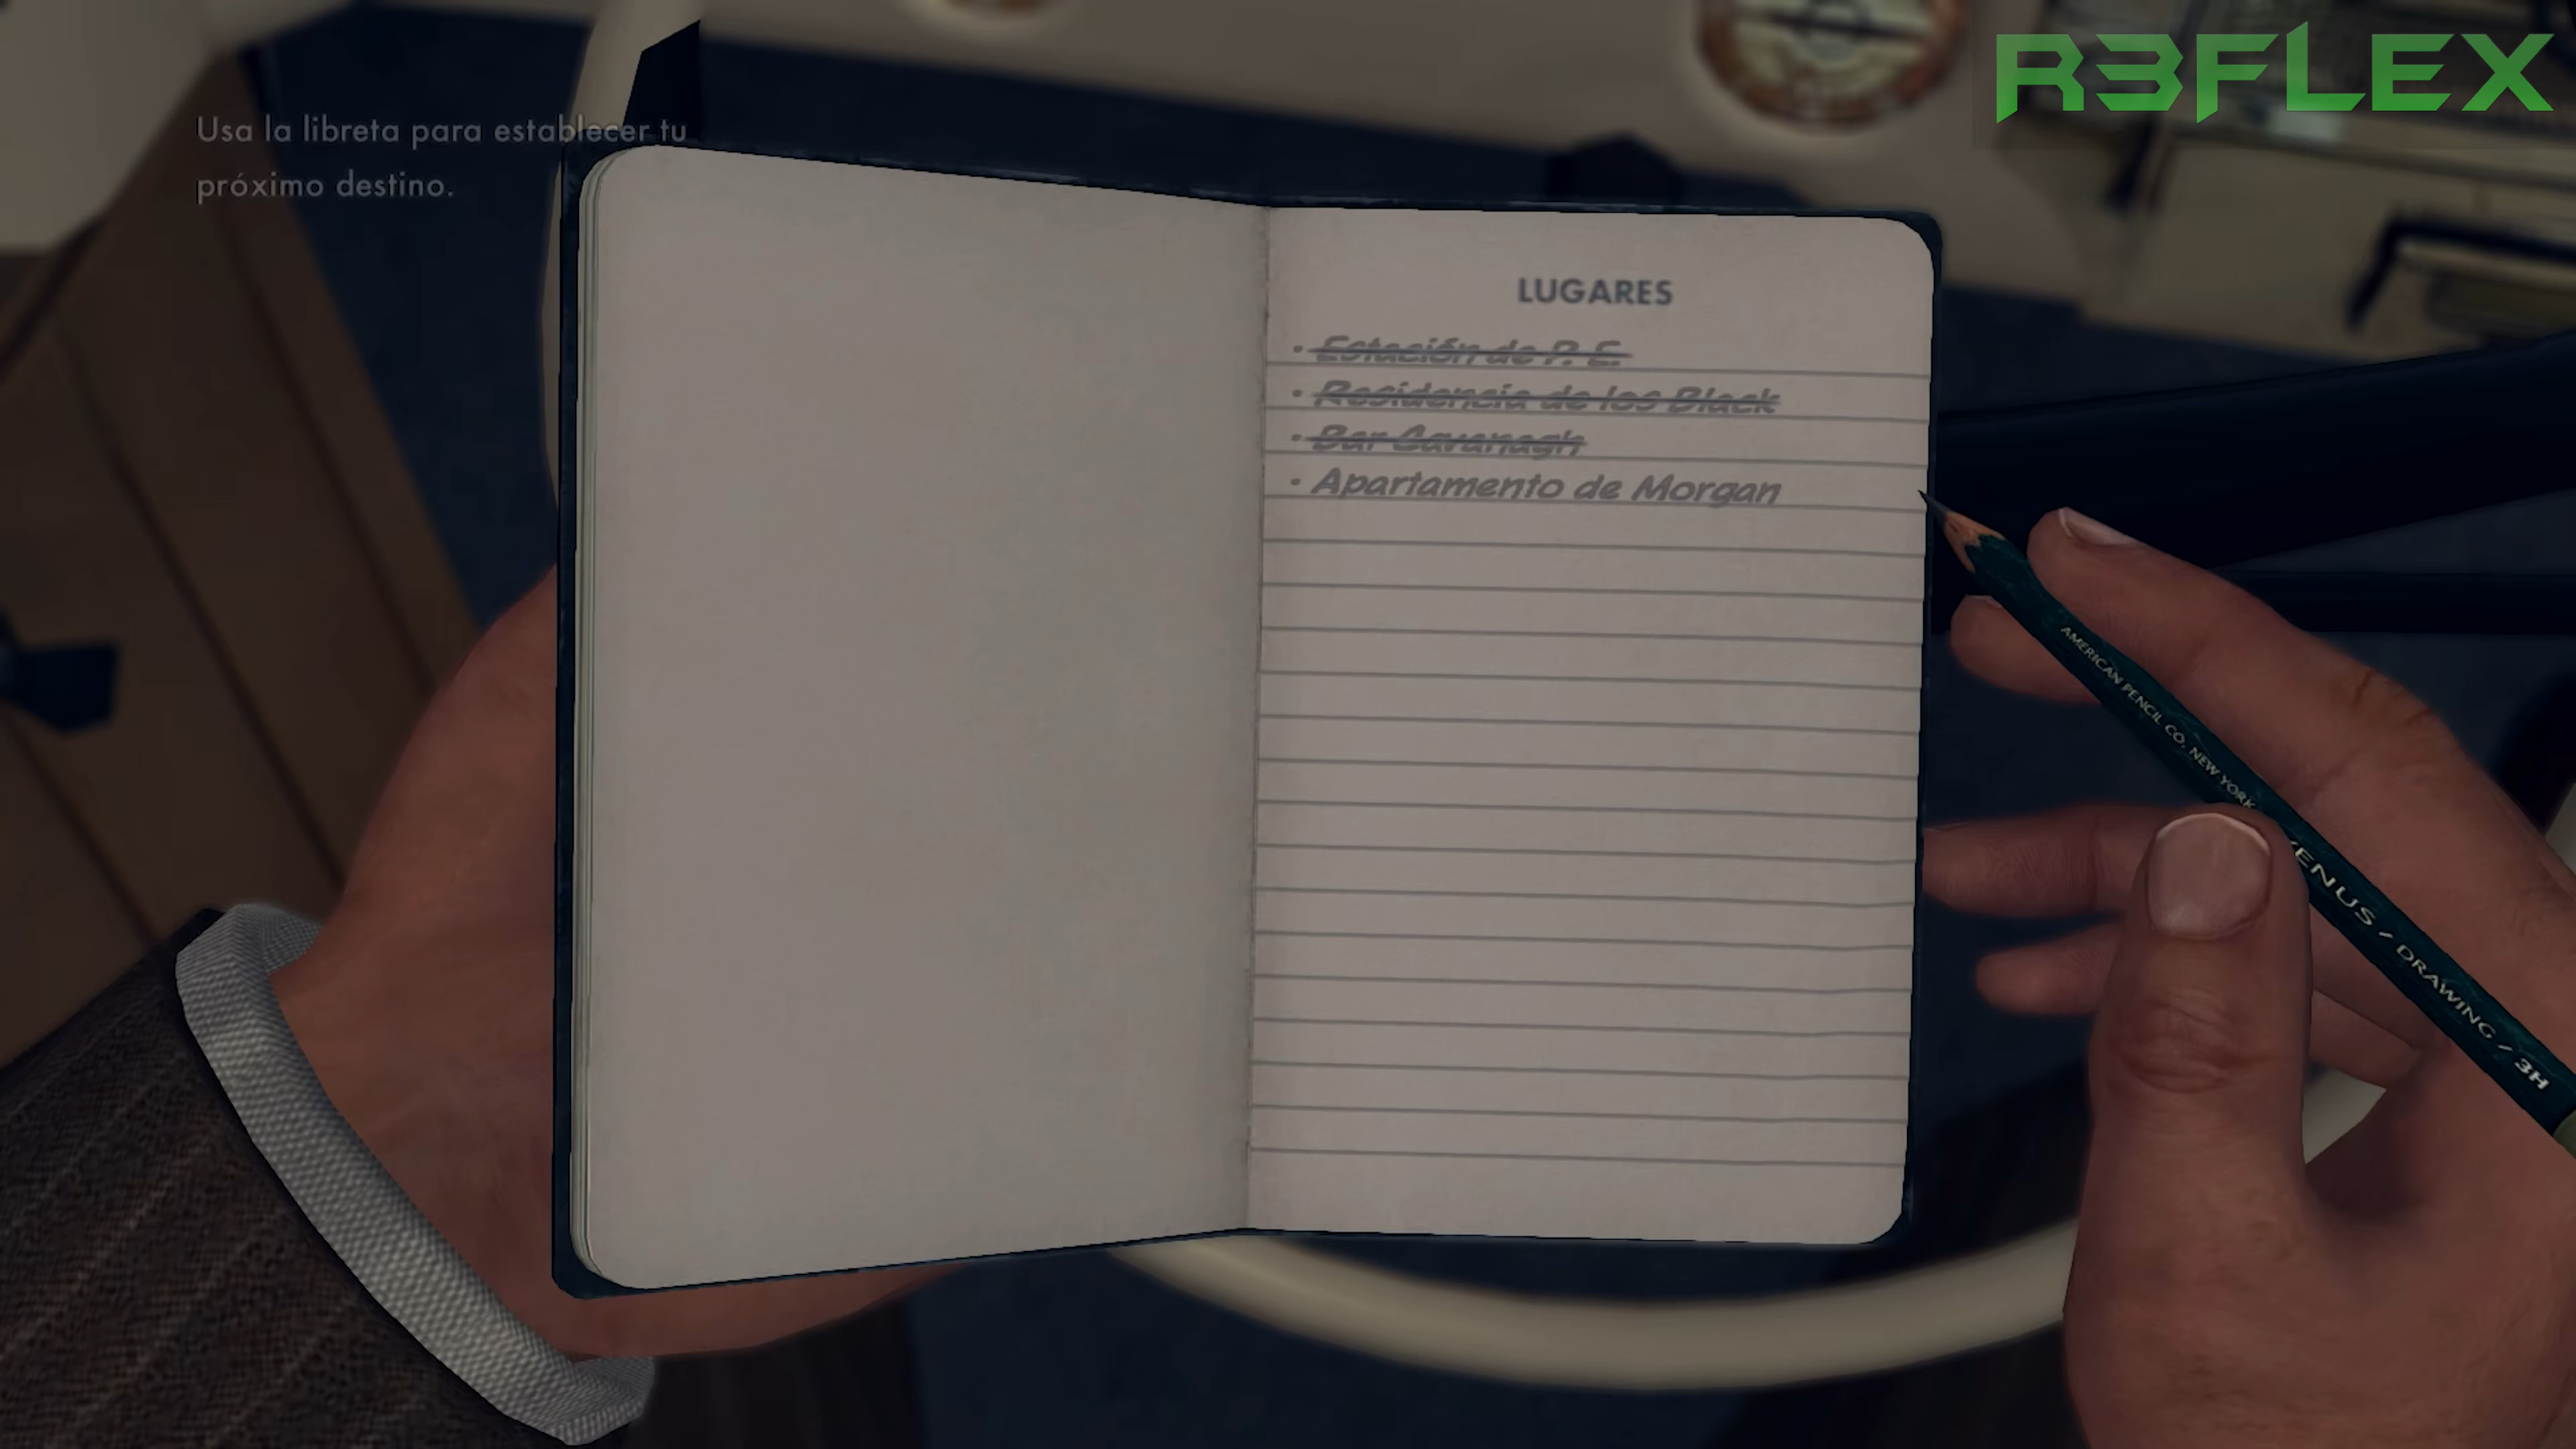 R3FLEX
Usa la libreta para establecer tu
próximo destino.
LUGARES
• Estación de P. E.
• Residencia de los Black
• Bar Cavanagh
• Apartamento de Morgan
AMERICAN PENCIL CO. NEW YORK
VENUS / DRAWING / 3H